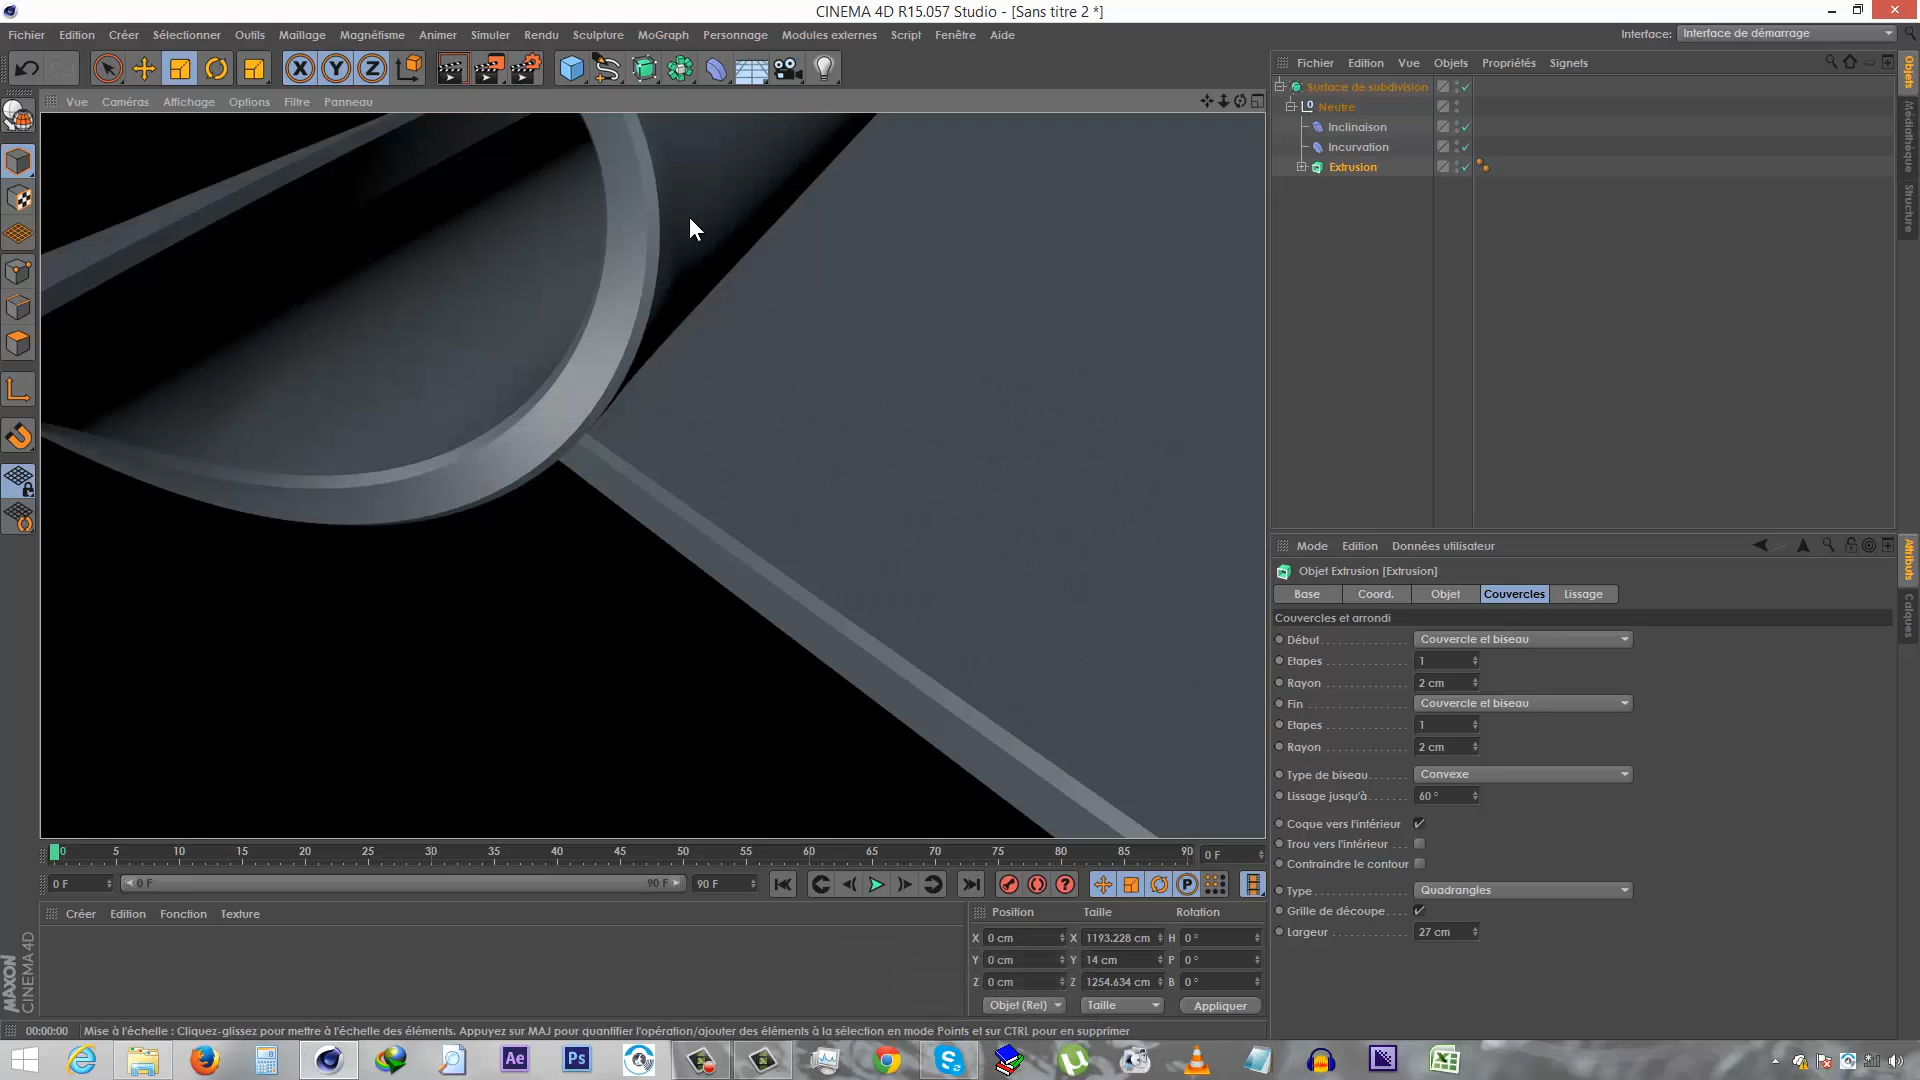 CINEMA 4D R15.057 Studio - [Sans titre 2 *]
Fichier Edition Créer Sélectionner Outils Maillage Magnétisme Animer Simuler Rendu Sculpture MoGraph Personnage Modules externes Script Fenêtre Aide
Interface: Interface de démarrage
X Y Z
Vue Caméras Affichage Options Filtre Panneau
Fichier Edition Vue Objets Propriétés Signets
Surface de subdivision
Neutre
Inclinaison
Incurvation
Extrusion
Objets
Médiathèque
Structure
Mode Edition Données utilisateur
Objet Extrusion [Extrusion]
Base Coord. Objet Couvercles Lissage
Couvercles et arrondi
Début Couvercle et biseau
Etapes 1
Rayon 2 cm
Fin Couvercle et biseau
Etapes 1
Rayon 2 cm
Type de biseau Convexe
Lissage jusqu'à 60 °
Coque vers l'intérieur
Trou vers l'intérieur
Contraindre le contour
Type Quadrangles
Grille de découpe
Largeur 27 cm
Attributs
Calques
0 5 10 15 20 25 30 35 40 45 50 55 60 65 70 75 80 85 90 0 F
0 F 0 F 90 F 90 F P
Créer Edition Fonction Texture
Position Taille Rotation
X 0 cm X 1193.228 cm H 0 °
Y 0 cm Y 14 cm P 0 °
Z 0 cm Z 1254.634 cm B 0 °
Objet (Rel) Taille Appliquer
MAXON
CINEMA 4D
00:00:00 Mise à l'échelle : Cliquez-glissez pour mettre à l'échelle des éléments. Appuyez sur MAJ pour quantifier l'opération/ajouter des éléments à la sélection en mode Points et sur CTRL pour en supprimer
Ae Ps